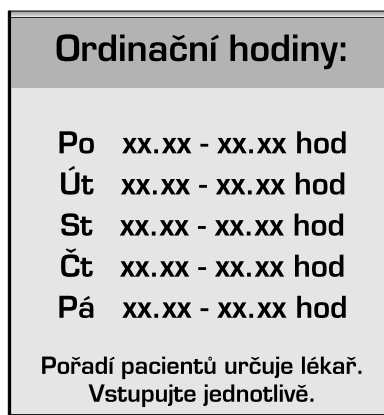 Ordinační hodiny:
Po xx.xx - xx.xx hod
Út xx.xx - xx.xx hod
St xx.xx - xx.xx hod
Čt xx.xx - xx.xx hod
Pá xx.xx - xx.xx hod
Pořadí pacientů určuje lékař.
Vstupujte jednotlivě.